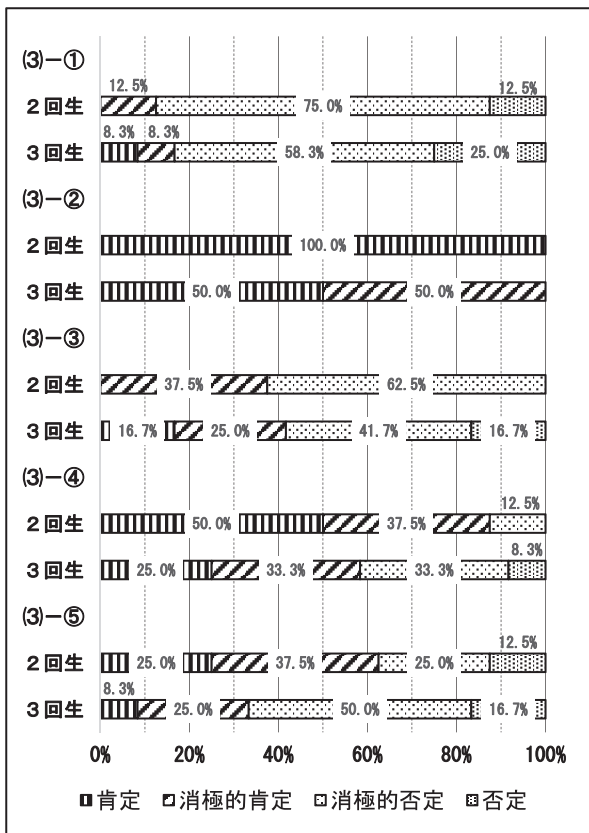 (3)－①
12.5% 12.5%
2回生 75.0%
8.3% 8.3%
3回生 58.3% 25.0%
(3)－②
2回生 100.0%
3回生 50.0% 50.0%
(3)－③
2回生 37.5% 62.5%
3回生 16.7% 25.0% 41.7% 16.7%
(3)－④
12.5%
2回生 50.0% 37.5%
8.3%
3回生 25.0% 33.3% 33.3%
(3)－⑤
12.5%
2回生 25.0% 37.5% 25.0%
8.3%
3回生 25.0% 50.0% 16.7%
0% 20% 40% 60% 80% 100%
肯定 消極的肯定 消極的否定 否定